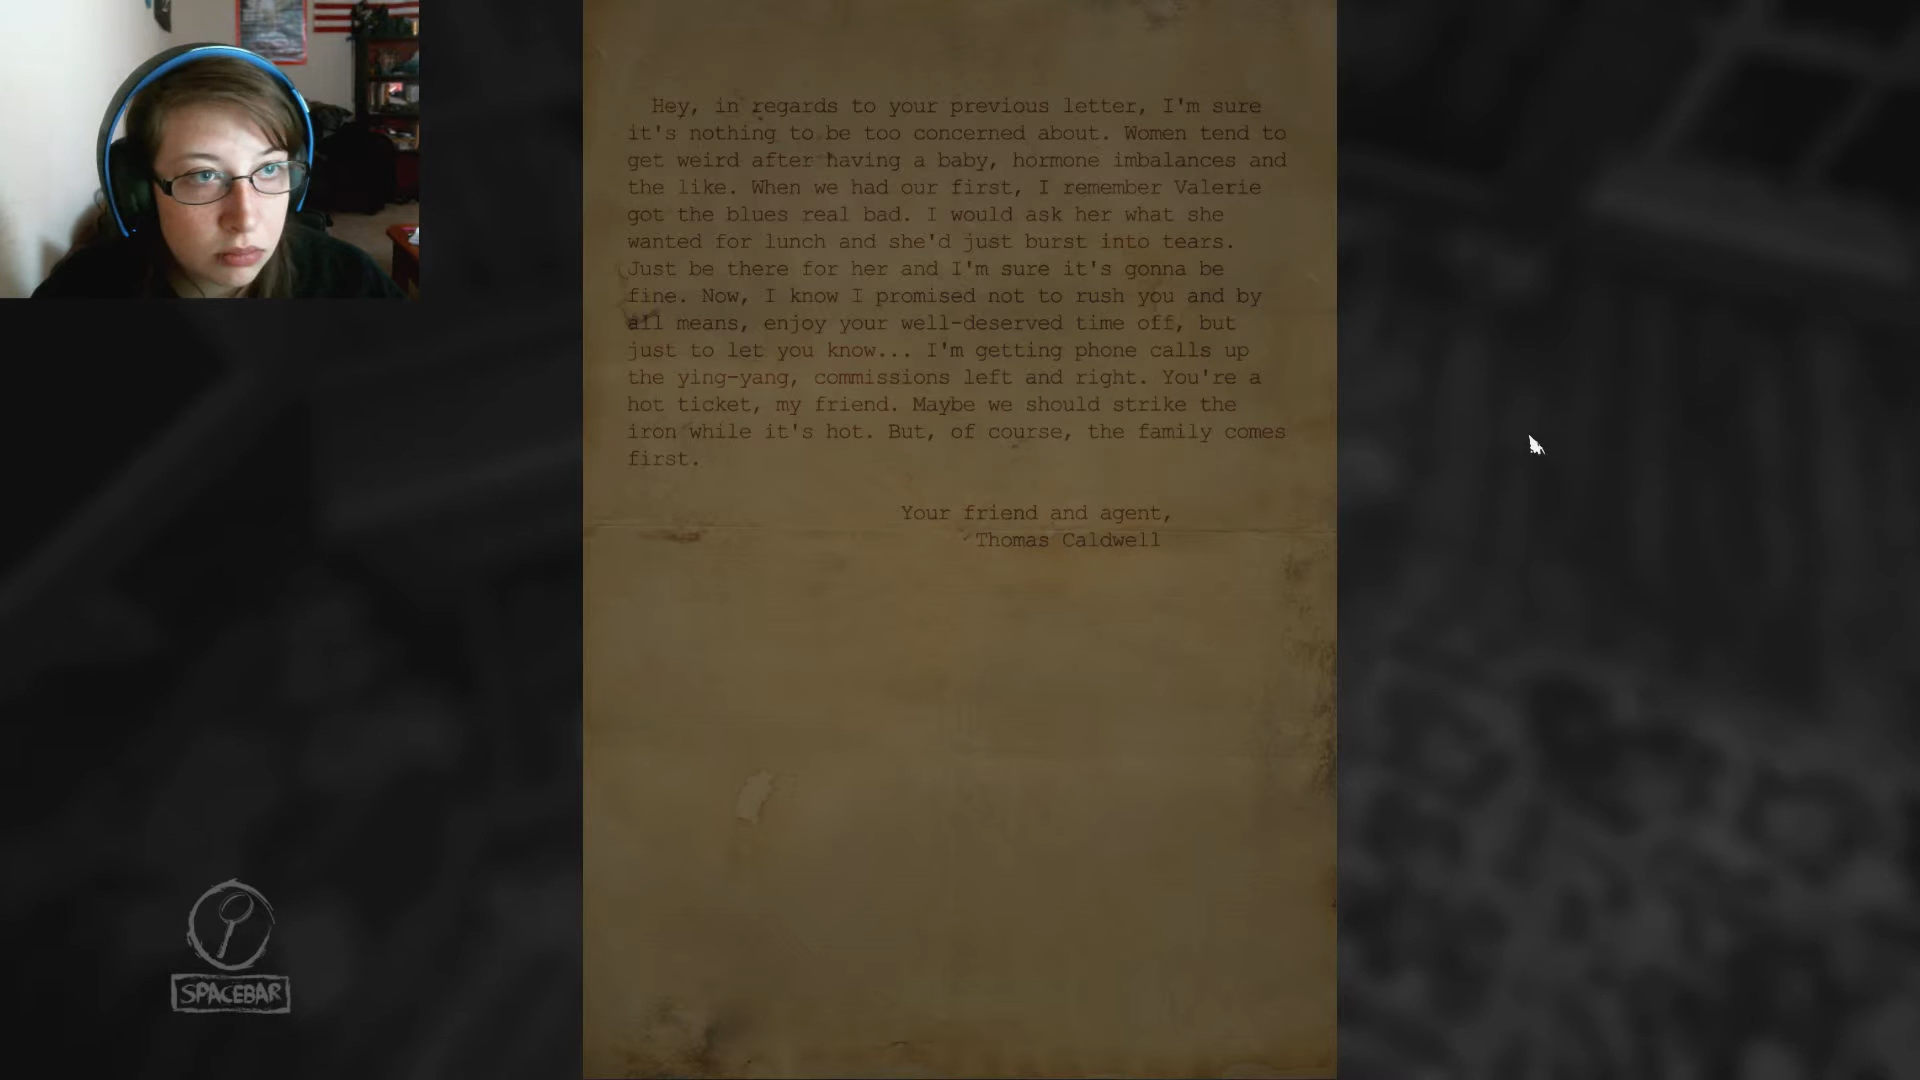 Hey, in regards to your previous letter, I'm sure
it's nothing to be too concerned about. Women tend to
get weird after having a baby, hormone imbalances and
the like. When we had our first, I remember Valerie
got the blues real bad. I would ask her what she
wanted for lunch and she'd just burst into tears.
Just be there for her and I'm sure it's gonna be
fine. Now, I know I promised not to rush you and by
all means, enjoy your well-deserved time off, but
just to let you know... I'm getting phone calls up
the ying-yang, commissions left and right. You're a
hot ticket, my friend. Maybe we should strike the
iron while it's hot. But, of course, the family comes
first.
Your friend and agent,
Thomas Caldwell
SPACEBAR